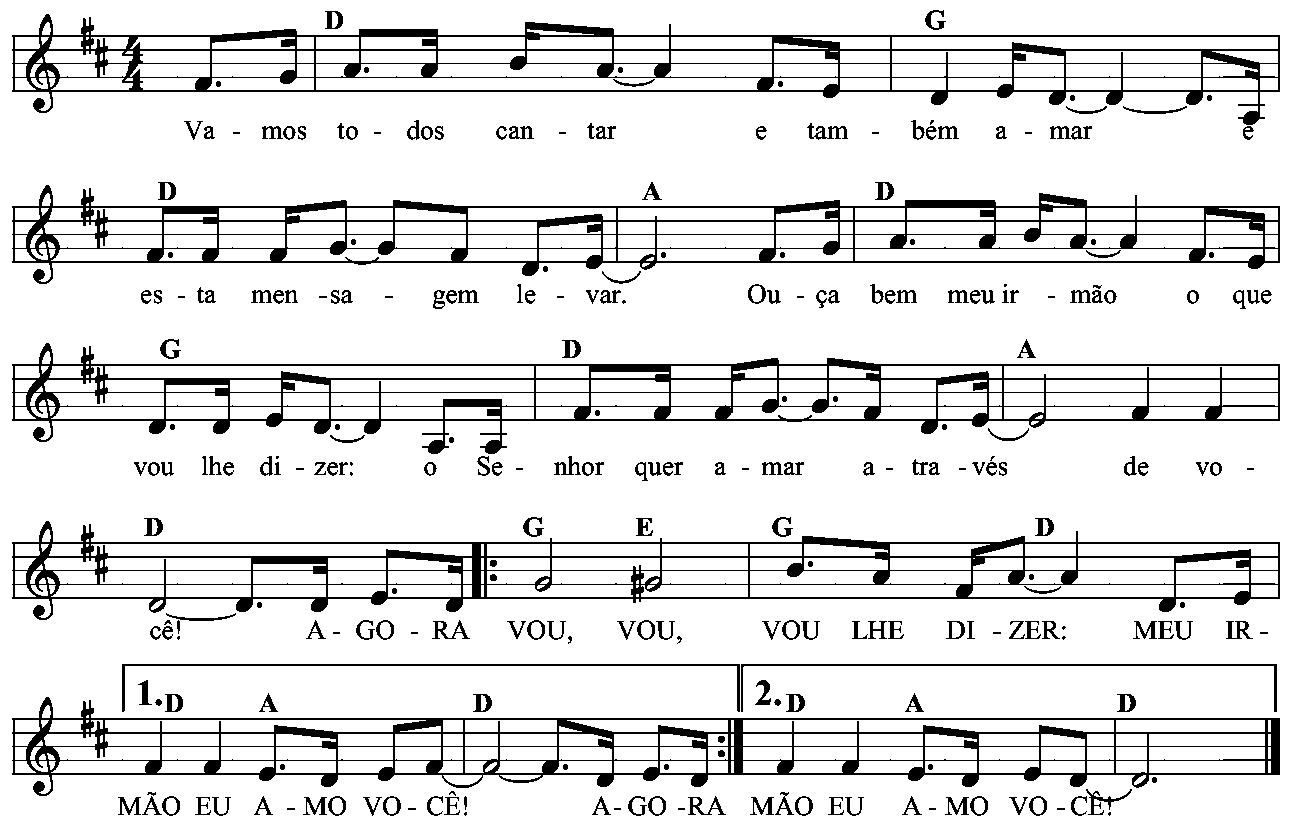 D G
4
4
Va - mos to - dos can - tar e tam - bém a - mar e
D A D
es - ta men - sa - gem le - var. Ou - ça bem meu ir - mão o que
G D A
vou lhe di - zer: o Se - nhor quer a - mar a - tra - vés de vo -
D G E G D
cê! A - GO - RA VOU, VOU, VOU LHE DI - ZER: MEU IR-
1. D A D 2. D A D
MÃO EU A - MO VO - CÊ! A - GO - RA MÃO EU A - MO VO - CÊ!